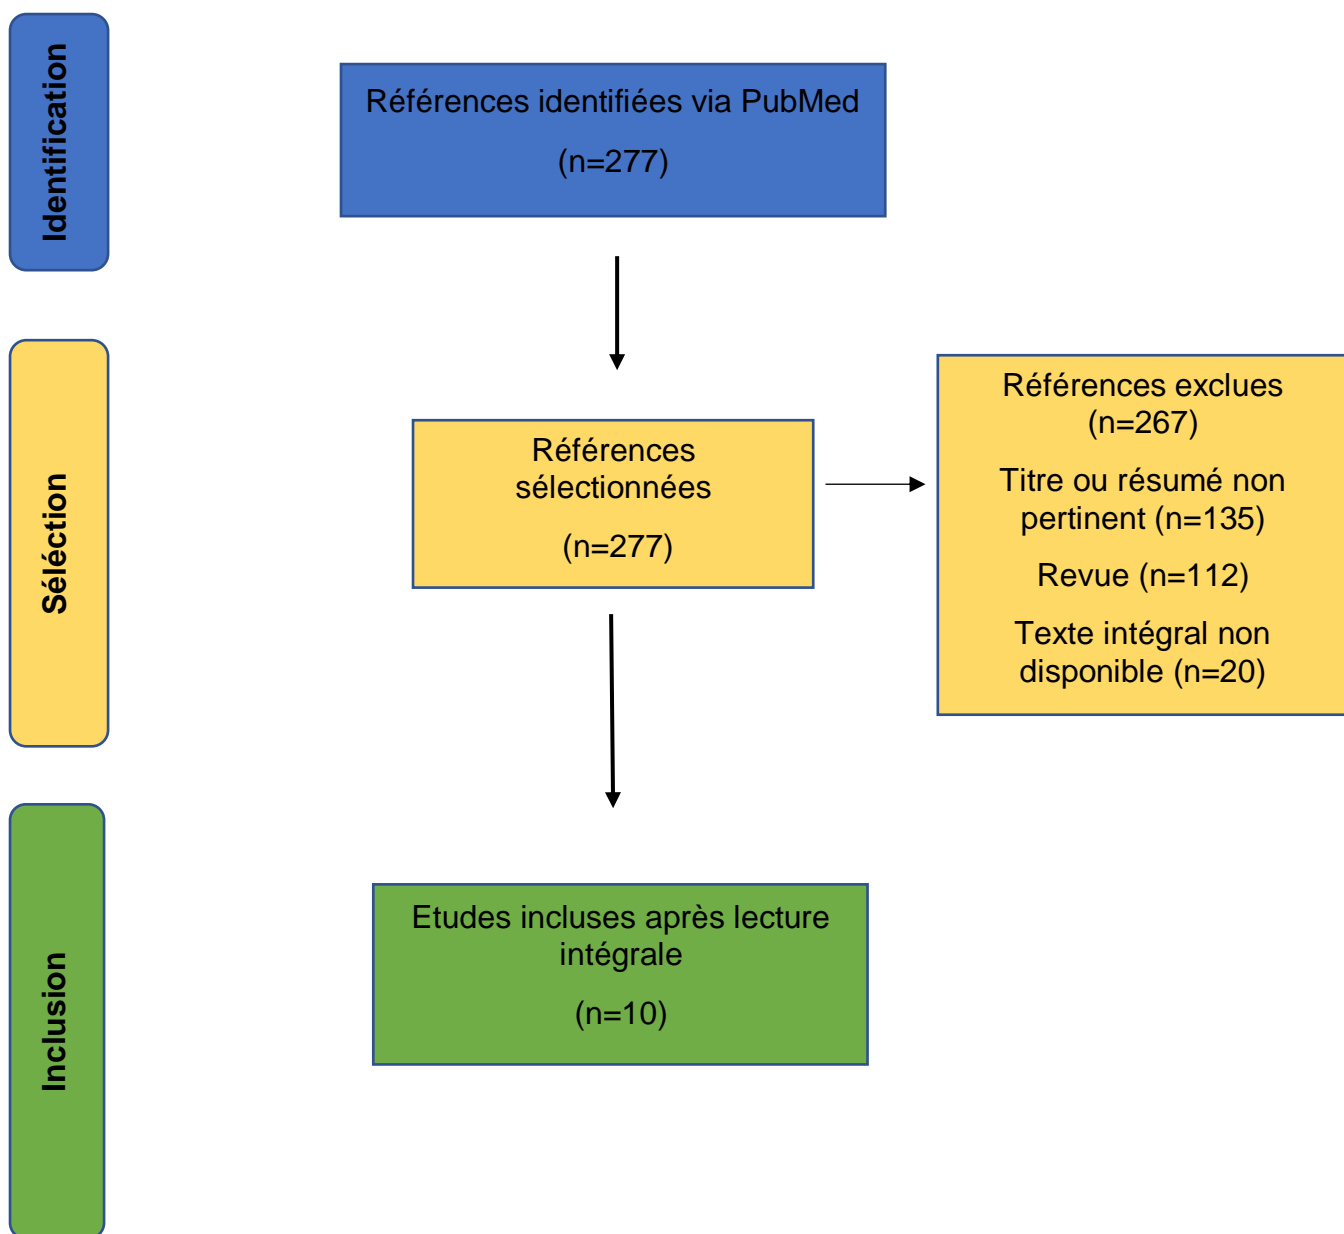 Identification
Références identifiées via PubMed
(n=277)
Séléction
Références
sélectionnées
(n=277)
Références exclues
(n=267)
Titre ou résumé non
pertinent (n=135)
Revue (n=112)
Texte intégral non
disponible (n=20)
Inclusion
Etudes incluses après lecture
intégrale
(n=10)